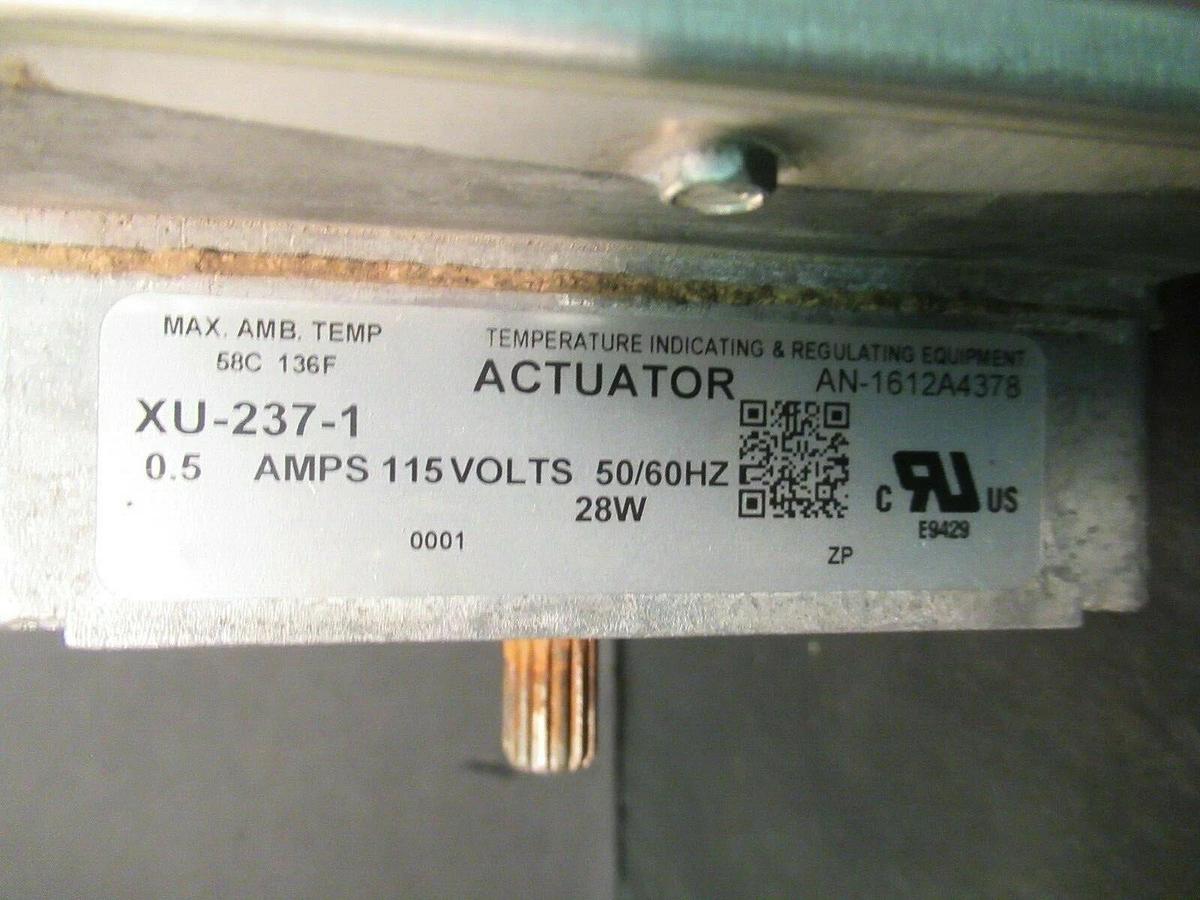 MAX. AMB. TEMP
58C 136F
TEMPERATURE INDICATING & REGULATING EQUIPMENT
ACTUATOR
AN-1612A4378
XU-237-1
0.5 AMPS 115 VOLTS 50/60HZ
28W
C RU US
E9429
0001
ZP